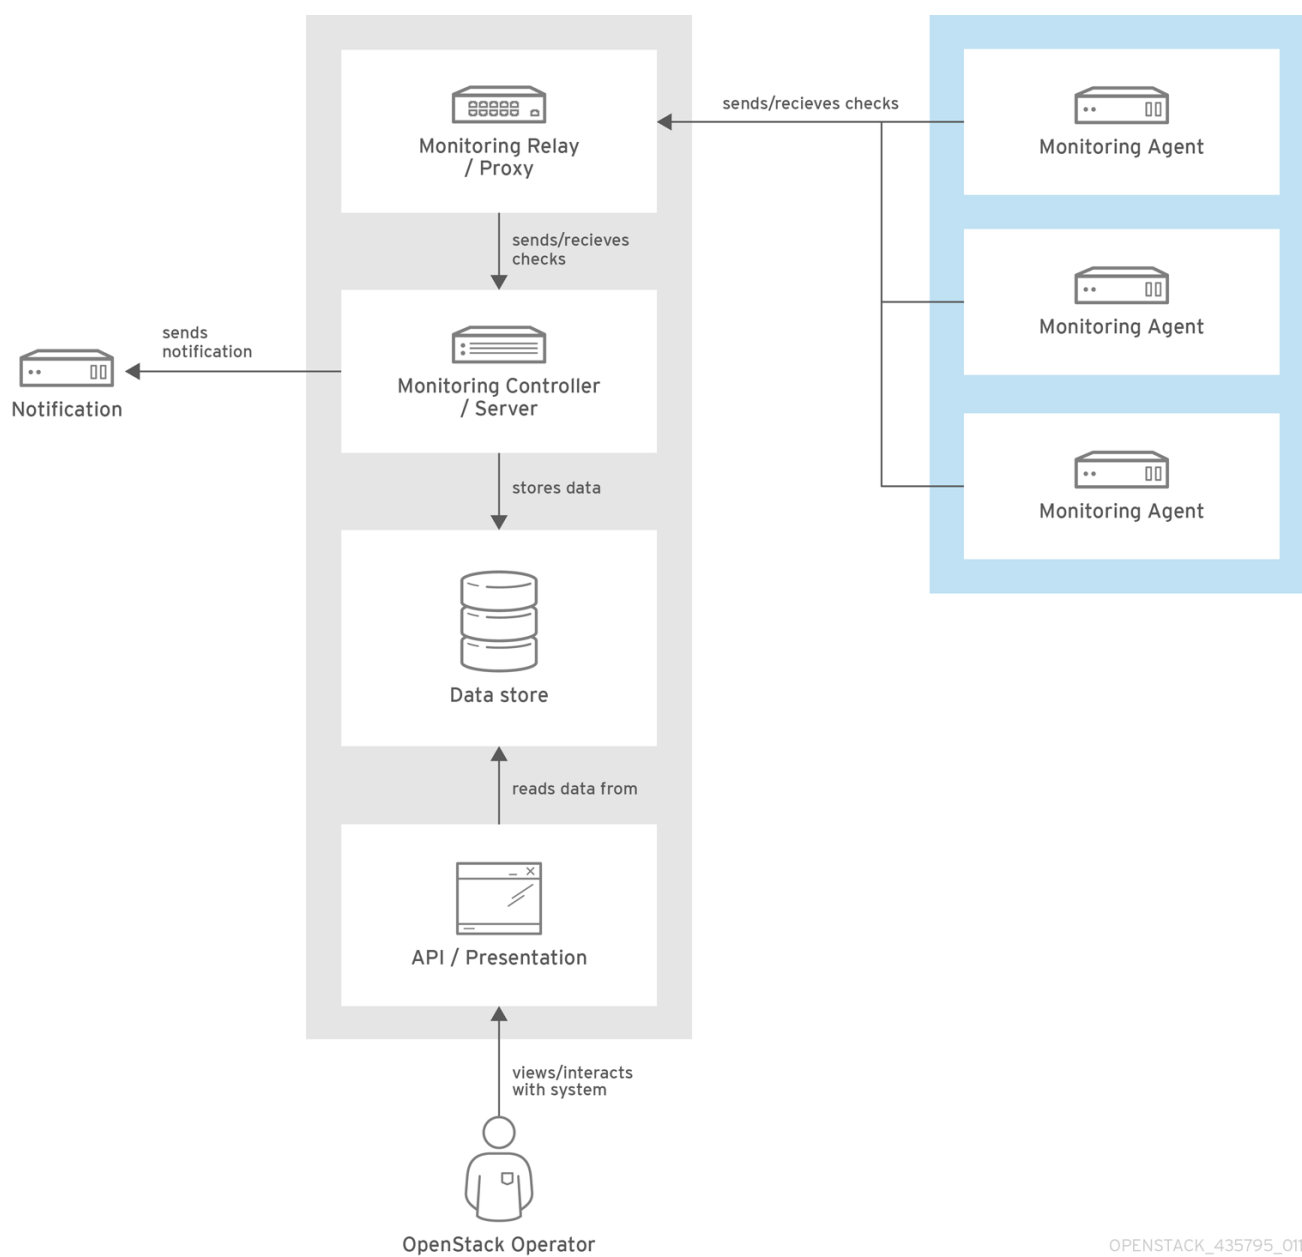 Monitoring Relay
/ Proxy
sends/recieves checks
Monitoring Agent
sends/recieves
checks
Monitoring Agent
sends
notification
Notification
Monitoring Controller
/ Server
Monitoring Agent
stores data
Data store
reads data from
API / Presentation
views/interacts
with system
OpenStack Operator
OPENSTACK_435795_011